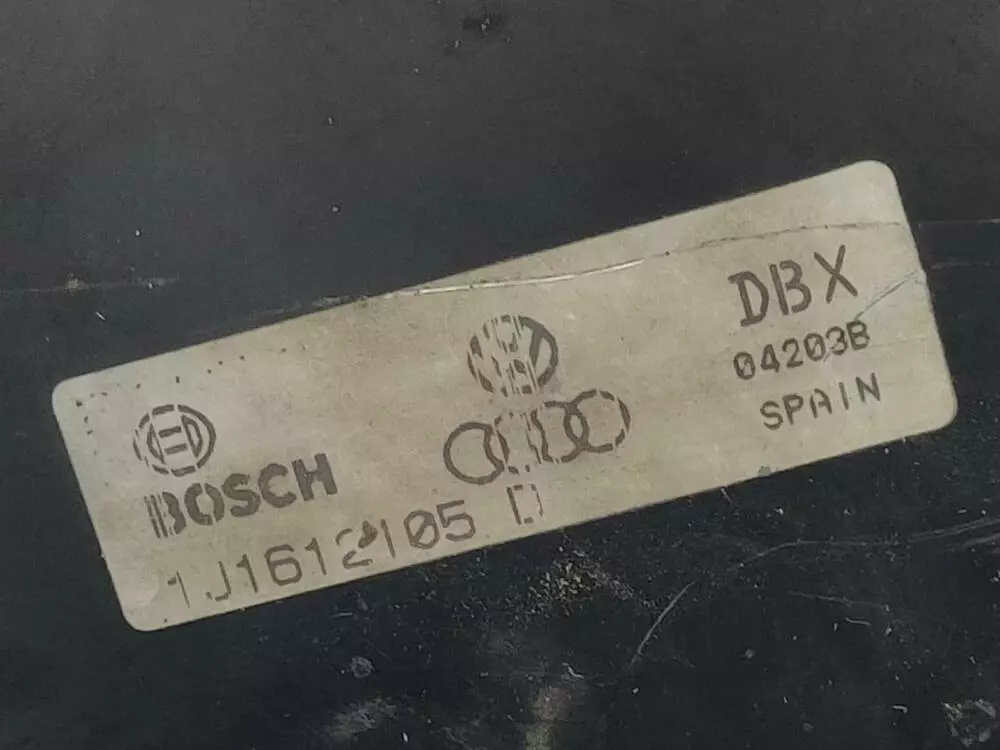 DBX
04203B
SPAIN
BOSCH
1J1612105 D